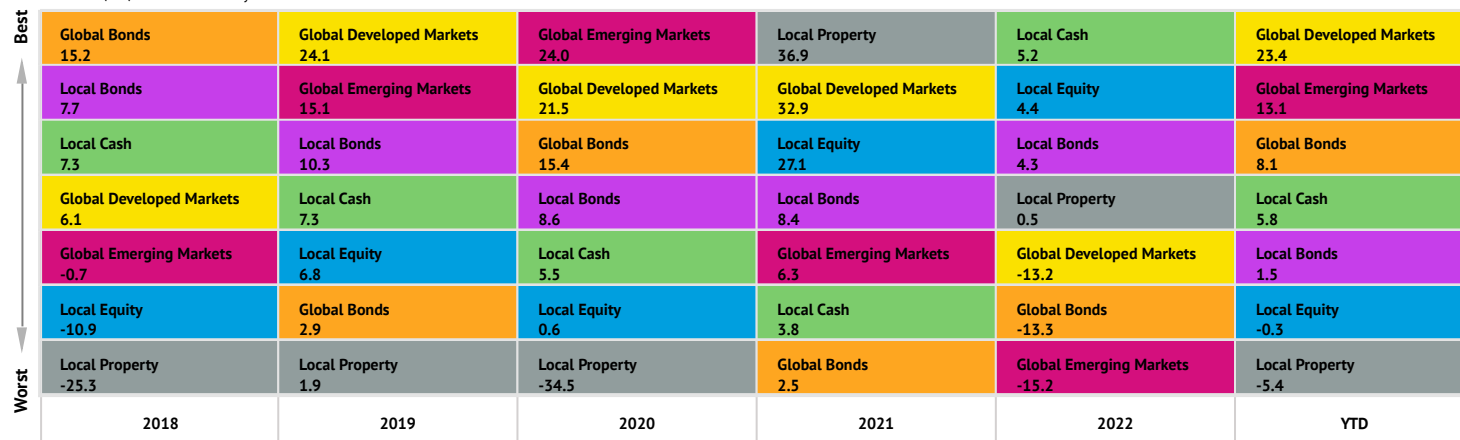 Best
Worst
Global Bonds
15.2
Global Developed Markets
24.1
Global Emerging Markets
24.0
Local Property
36.9
Local Cash
5.2
Global Developed Markets
23.4
Local Bonds
7.7
Global Emerging Markets
15.1
Global Developed Markets
21.5
Global Developed Markets
32.9
Local Equity
4.4
Global Emerging Markets
13.1
Local Cash
7.3
Local Bonds
10.3
Global Bonds
15.4
Local Equity
27.1
Local Bonds
4.3
Global Bonds
8.1
Global Developed Markets
6.1
Local Cash
7.3
Local Bonds
8.6
Local Bonds
8.4
Local Property
0.5
Local Cash
5.8
Global Emerging Markets
-0.7
Local Equity
6.8
Local Cash
5.5
Global Emerging Markets
6.3
Global Developed Markets
-13.2
Local Bonds
1.5
Local Equity
-10.9
Global Bonds
2.9
Local Equity
0.6
Local Cash
3.8
Global Bonds
-13.3
Local Equity
-0.3
Local Property
-25.3
Local Property
1.9
Local Property
-34.5
Global Bonds
2.5
Global Emerging Markets
-15.2
Local Property
-5.4
2018
2019
2020
2021
2022
YTD